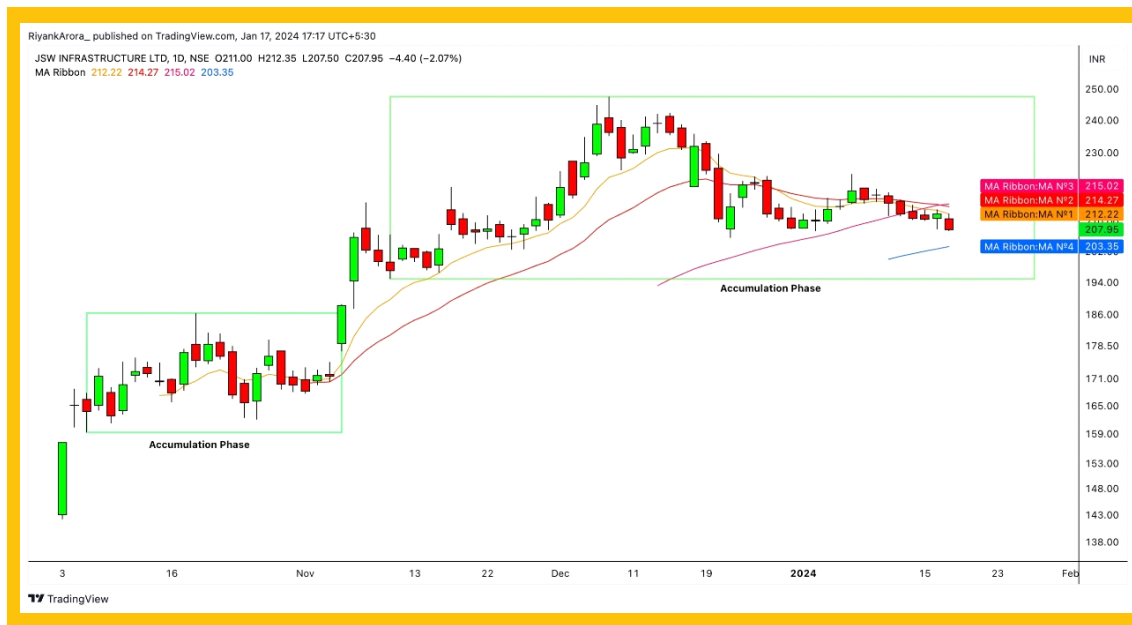 RiyankArora_ published on TradingView.com, Jan 17, 2024 17:17 UTC+5:30
JSW INFRASTRUCTURE LTD, 1D, NSE O211.00 H212.35 L207.50 C207.95 −4.40 (−2.07%)
MA Ribbon 212.22 214.27 215.02 203.35
INR
250.00
240.00
230.00
MA Ribbon:MA Nº3 215.02
MA Ribbon:MA Nº2 214.27
MA Ribbon:MA Nº1 212.22
207.95
MA Ribbon:MA Nº4 203.35
194.00
Accumulation Phase
186.00
178.50
171.00
165.00
159.00
Accumulation Phase
153.00
148.00
143.00
138.00
3 16 Nov 13 22 Dec 11 19 2024 15 23 Feb
TradingView